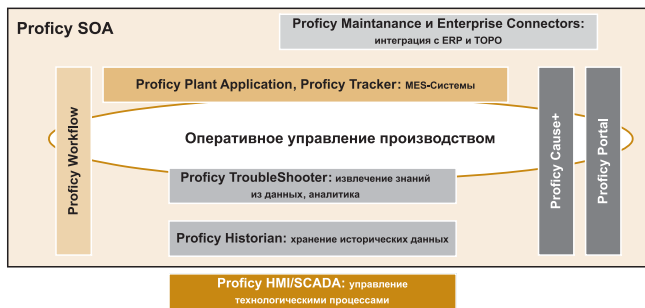 Proficy SOA
Proficy Maintanance и Enterprise Connectors:
интеграция с ERP и ТОРО
Proficy Plant Application, Proficy Tracker: MES-Системы
Proficy Workflow
Оперативное управление производством
Proficy Cause+
Proficy Portal
Proficy TroubleShooter: извлечение знаний
из данных, аналитика
Proficy Historian: хранение исторических данных
Proficy HMI/SCADA: управление
технологическими процессами